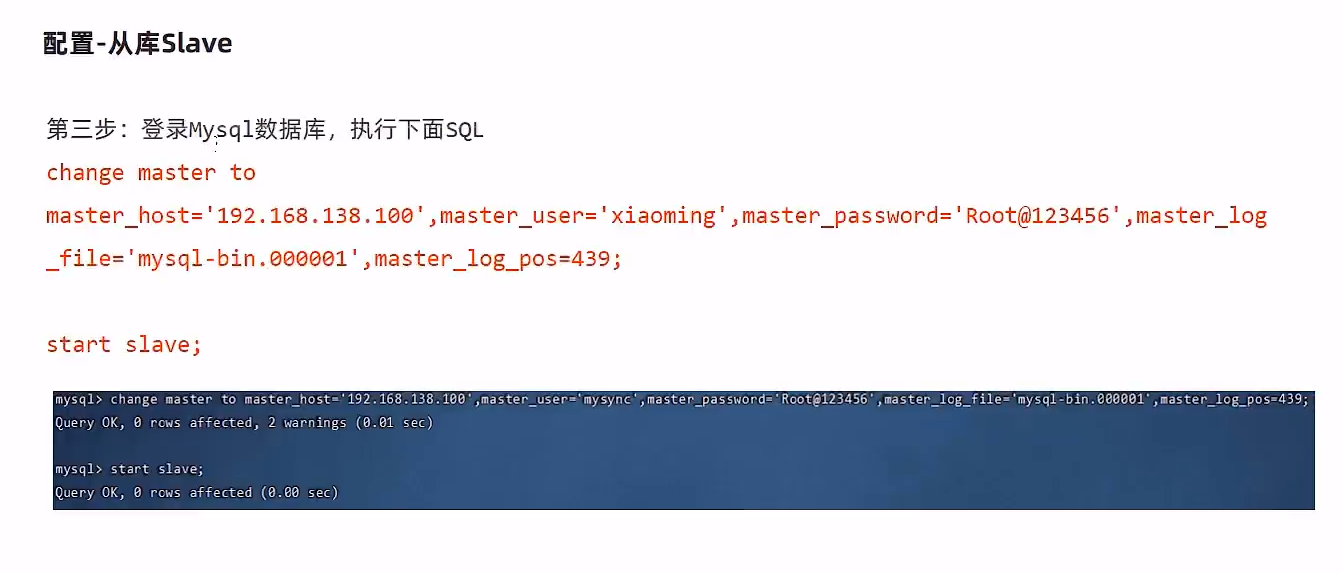 配置-从库Slave
第三步：登录Mysql数据库，执行下面SQL
change master to
master_host='192.168.138.100',master_user='xiaoming',master_password='Root@123456',master_log
_file='mysql-bin.000001',master_log_pos=439;
start slave;
mysql> change master to master_host='192.168.138.100',master_user='mysync',master_password='Root@123456',master_log_file='mysql-bin.000001',master_log_pos=439;
Query OK, 0 rows affected, 2 warnings (0.01 sec)
mysql> start slave;
Query OK, 0 rows affected (0.00 sec)